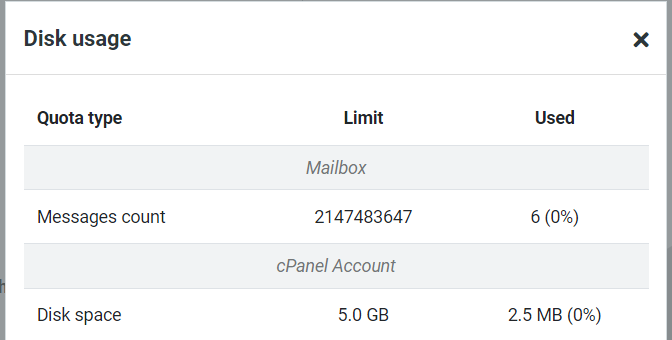 Disk usage
Quota type Limit Used
Mailbox
Messages count 2147483647 6 (0%)
cPanel Account
Disk space 5.0 GB 2.5 MB (0%)